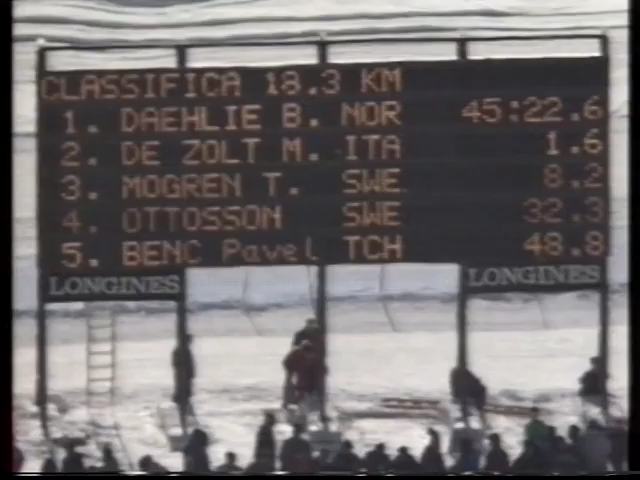 CLASSIFICA 18.3 KM
1. DAEHLIE B. NOR 45:22.6
2. DE ZOLT M. ITA 1.6
3. MOGREN T. SWE 8.2
4. OTTOSSON SWE 32.3
5. BENC Pavel TCH 48.8
LONGINES LONGINES